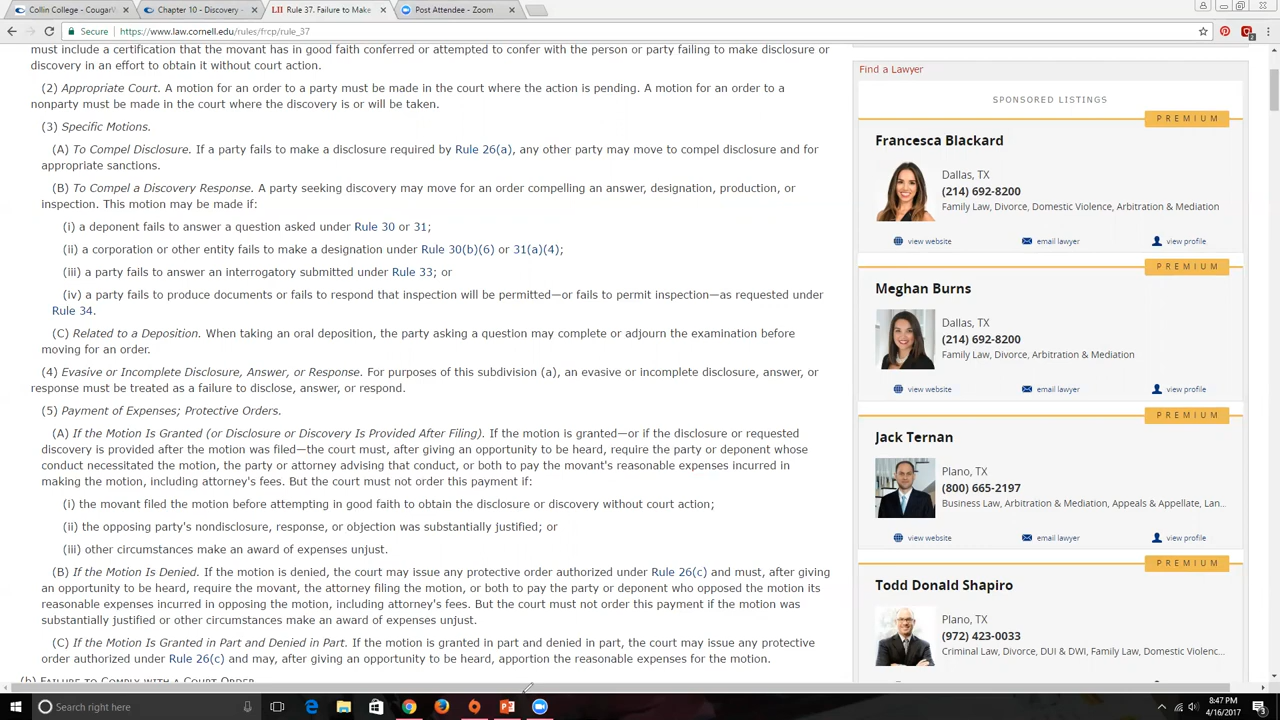 Collin College - CougarW
Chapter 10 - Discovery -
LII Rule 37. Failure to Make
Post Attendee - Zoom
Secure https://www.law.cornell.edu/rules/frcp/rule_37
must include a certification that the movant has in good faith conferred or attempted to confer with the person or party failing to make disclosure or
discovery in an effort to obtain it without court action.
(2) Appropriate Court. A motion for an order to a party must be made in the court where the action is pending. A motion for an order to a
nonparty must be made in the court where the discovery is or will be taken.
(3) Specific Motions.
(A) To Compel Disclosure. If a party fails to make a disclosure required by Rule 26(a), any other party may move to compel disclosure and for
appropriate sanctions.
(B) To Compel a Discovery Response. A party seeking discovery may move for an order compelling an answer, designation, production, or
inspection. This motion may be made if:
(i) a deponent fails to answer a question asked under Rule 30 or 31;
(ii) a corporation or other entity fails to make a designation under Rule 30(b)(6) or 31(a)(4);
(iii) a party fails to answer an interrogatory submitted under Rule 33; or
(iv) a party fails to produce documents or fails to respond that inspection will be permitted—or fails to permit inspection—as requested under
Rule 34.
(C) Related to a Deposition. When taking an oral deposition, the party asking a question may complete or adjourn the examination before
moving for an order.
(4) Evasive or Incomplete Disclosure, Answer, or Response. For purposes of this subdivision (a), an evasive or incomplete disclosure, answer, or
response must be treated as a failure to disclose, answer, or respond.
(5) Payment of Expenses; Protective Orders.
(A) If the Motion Is Granted (or Disclosure or Discovery Is Provided After Filing). If the motion is granted—or if the disclosure or requested
discovery is provided after the motion was filed—the court must, after giving an opportunity to be heard, require the party or deponent whose
conduct necessitated the motion, the party or attorney advising that conduct, or both to pay the movant's reasonable expenses incurred in
making the motion, including attorney's fees. But the court must not order this payment if:
(i) the movant filed the motion before attempting in good faith to obtain the disclosure or discovery without court action;
(ii) the opposing party's nondisclosure, response, or objection was substantially justified; or
(iii) other circumstances make an award of expenses unjust.
(B) If the Motion Is Denied. If the motion is denied, the court may issue any protective order authorized under Rule 26(c) and must, after giving
an opportunity to be heard, require the movant, the attorney filing the motion, or both to pay the party or deponent who opposed the motion its
reasonable expenses incurred in opposing the motion, including attorney's fees. But the court must not order this payment if the motion was
substantially justified or other circumstances make an award of expenses unjust.
(C) If the Motion Is Granted in Part and Denied in Part. If the motion is granted in part and denied in part, the court may issue any protective
order authorized under Rule 26(c) and may, after giving an opportunity to be heard, apportion the reasonable expenses for the motion.
(b) FAILURE TO COMPLY WITH A COURT ORDER.
Find a Lawyer
SPONSORED LISTINGS
PREMIUM
Francesca Blackard
Dallas, TX
(214) 692-8200
Family Law, Divorce, Domestic Violence, Arbitration & Mediation
view website email lawyer view profile
PREMIUM
Meghan Burns
Dallas, TX
(214) 692-8200
Family Law, Divorce, Arbitration & Mediation
view website email lawyer view profile
PREMIUM
Jack Ternan
Plano, TX
(800) 665-2197
Business Law, Arbitration & Mediation, Appeals & Appellate, Lan...
view website email lawyer view profile
PREMIUM
Todd Donald Shapiro
Plano, TX
(972) 423-0033
Criminal Law, Divorce, DUI & DWI, Family Law, Domestic Violenc...
Search right here
8:47 PM
4/16/2017